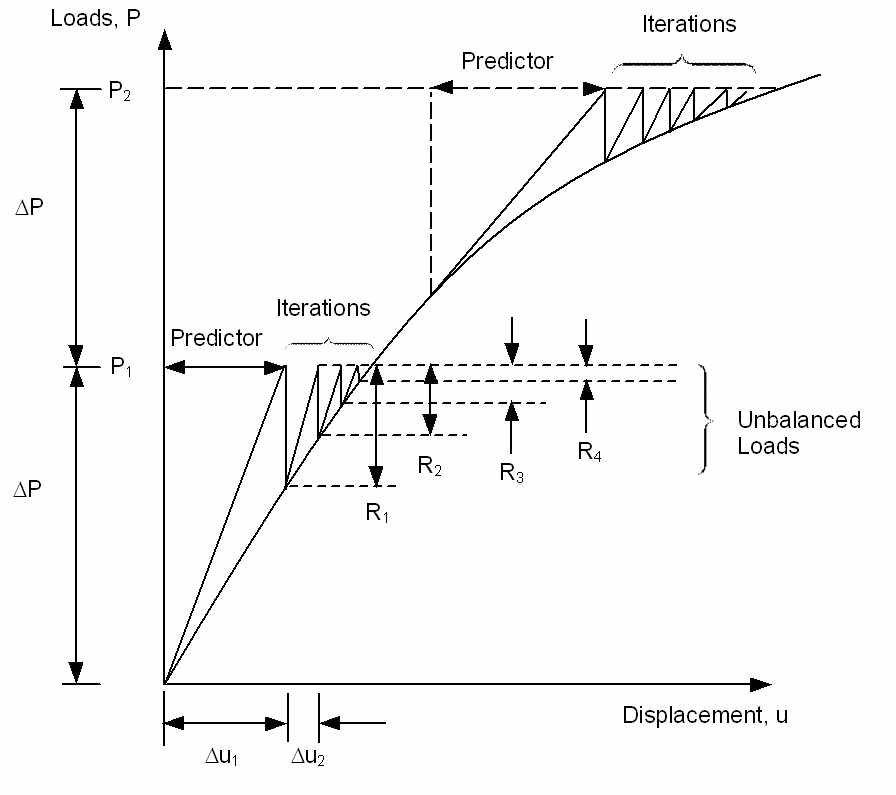 Loads, P
Iterations
Predictor
P₂
ΔP
Iterations
Predictor
P₁
Unbalanced
Loads
R₄
R₂
R₃
ΔP
R₁
Displacement, u
Δu₁
Δu₂